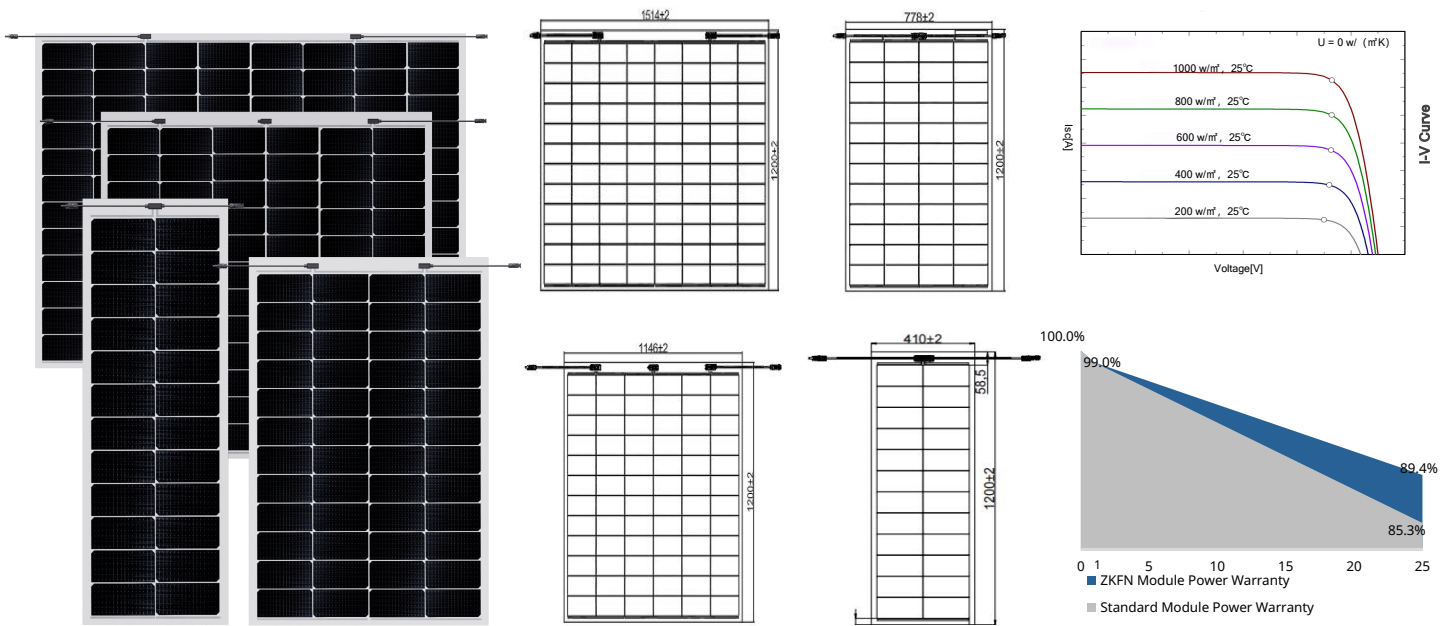 1514±2
1200±2
778±2
1200±2
U = 0 w/ (㎡K)
1000 w/㎡, 25℃
800 w/㎡, 25℃
600 w/㎡, 25℃
400 w/㎡, 25℃
200 w/㎡, 25℃
Isc[A]
Voltage[V]
I-V Curve
1146±2
1200±2
410±2
58,5
1200±2
100.0%
99.0%
89.4%
85.3%
0 1 5 10 15 20 25
ZKFN Module Power Warranty
Standard Module Power Warranty